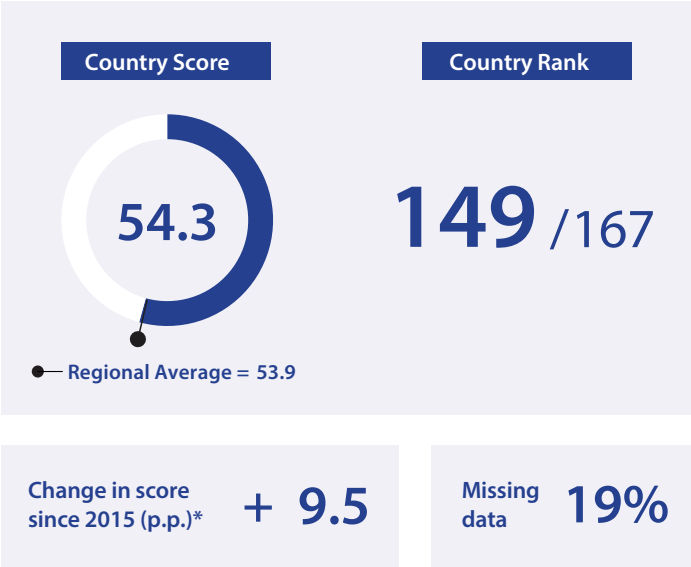 Country Score
Country Rank
54.3
149 /167
Regional Average = 53.9
Change in score
since 2015 (p.p.)*
+ 9.5
Missing
data
19%